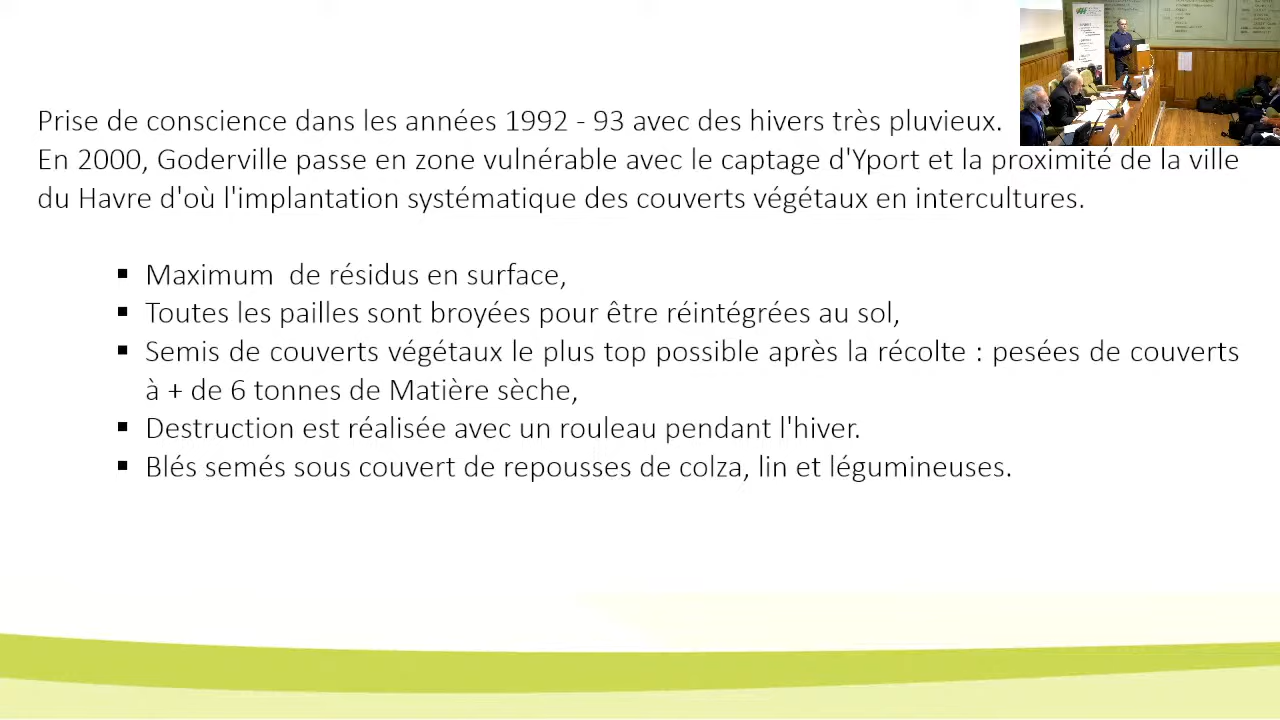 Prise de conscience dans les années 1992 - 93 avec des hivers très pluvieux.
En 2000, Goderville passe en zone vulnérable avec le captage d'Yport et la proximité de la ville
du Havre d'où l'implantation systématique des couverts végétaux en intercultures.
▪ Maximum  de résidus en surface,
▪ Toutes les pailles sont broyées pour être réintégrées au sol,
▪ Semis de couverts végétaux le plus top possible après la récolte : pesées de couverts
à + de 6 tonnes de Matière sèche,
▪ Destruction est réalisée avec un rouleau pendant l'hiver.
▪ Blés semés sous couvert de repousses de colza, lin et légumineuses.